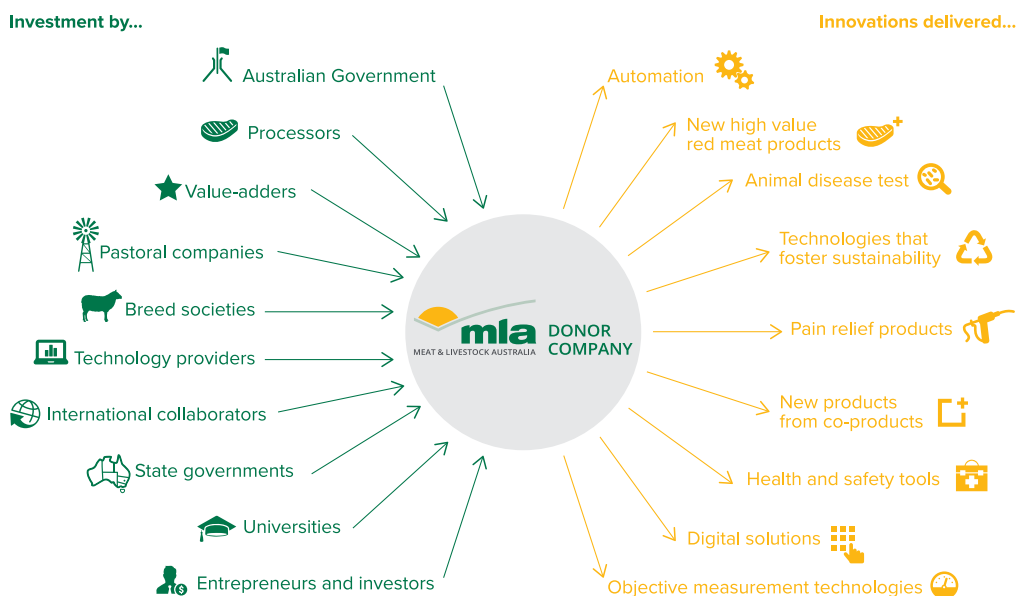 Investment by...
Australian Government
Processors
Value-adders
Pastoral companies
Breed societies
Technology providers
International collaborators
State governments
Universities
Entrepreneurs and investors
mla
MEAT & LIVESTOCK AUSTRALIA
DONOR
COMPANY
Innovations delivered...
Automation
New high value
red meat products
Animal disease test
Technologies that
foster sustainability
Pain relief products
New products
from co-products
Health and safety tools
Digital solutions
Objective measurement technologies